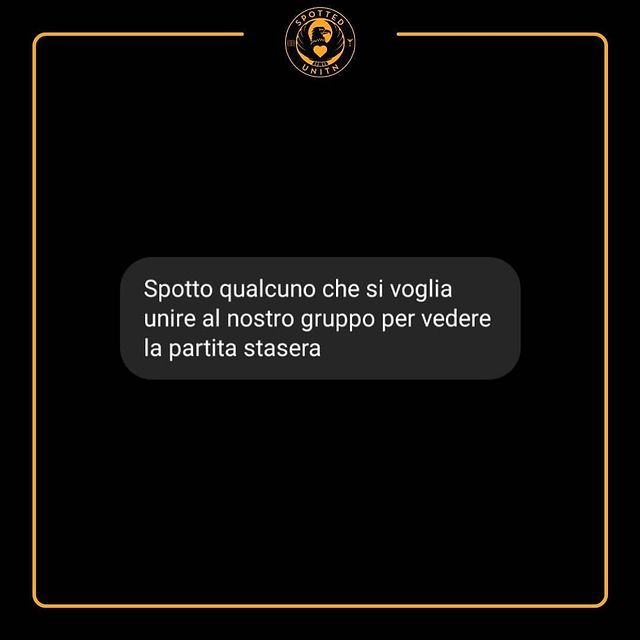 SPOTTED
UNITN
Spotto qualcuno che si voglia
unire al nostro gruppo per vedere
la partita stasera